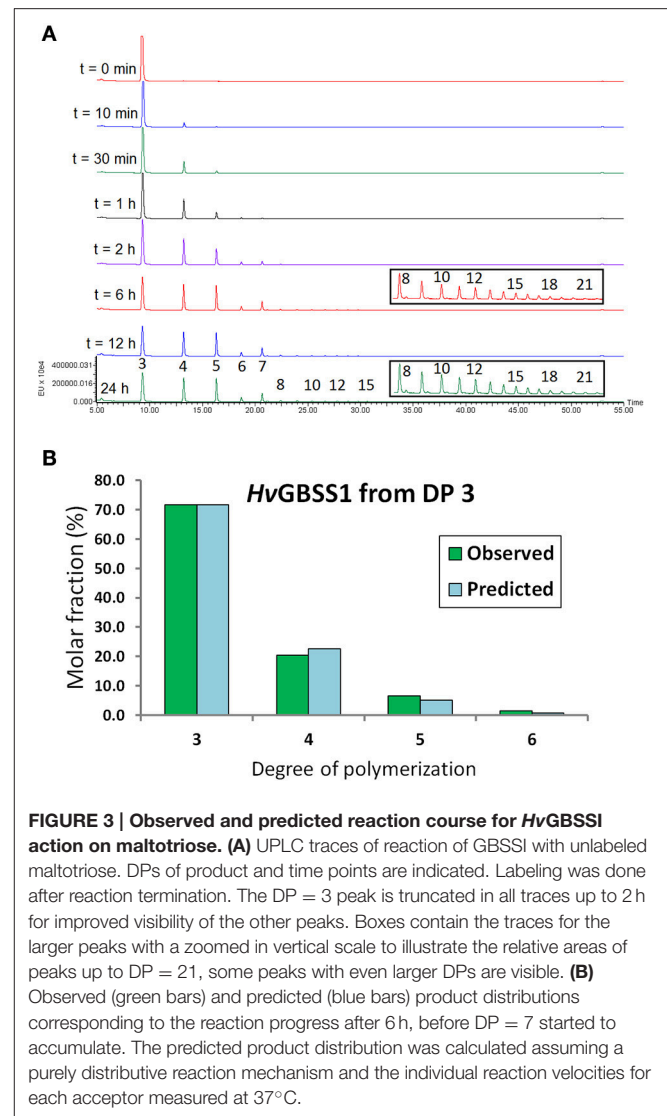 A
t = 0 min
t = 10 min
t = 30 min
t = 1 h
t = 2 h
8 10 12 15 18 21
t = 6 h
t = 12 h
400000.031
3 4 5 6 7
8 10 12 15 18 21
EU x 10e4
200000.016
8 10 12 15
24 h
0.000
Time
5.00 10.00 15.00 20.00 25.00 30.00 35.00 40.00 45.00 50.00 55.00
B
HvGBSS1 from DP 3
Molar fraction (%)
80.0
70.0
60.0
50.0
40.0
30.0
20.0
10.0
0.0
Observed
Predicted
3 4 5 6
Degree of polymerization
FIGURE 3 | Observed and predicted reaction course for HvGBSSI
action on maltotriose. (A) UPLC traces of reaction of GBSSI with unlabeled
maltotriose. DPs of product and time points are indicated. Labeling was done
after reaction termination. The DP = 3 peak is truncated in all traces up to 2 h
for improved visibility of the other peaks. Boxes contain the traces for the
larger peaks with a zoomed in vertical scale to illustrate the relative areas of
peaks up to DP = 21, some peaks with even larger DPs are visible. (B)
Observed (green bars) and predicted (blue bars) product distributions
corresponding to the reaction progress after 6 h, before DP = 7 started to
accumulate. The predicted product distribution was calculated assuming a
purely distributive reaction mechanism and the individual reaction velocities for
each acceptor measured at 37°C.